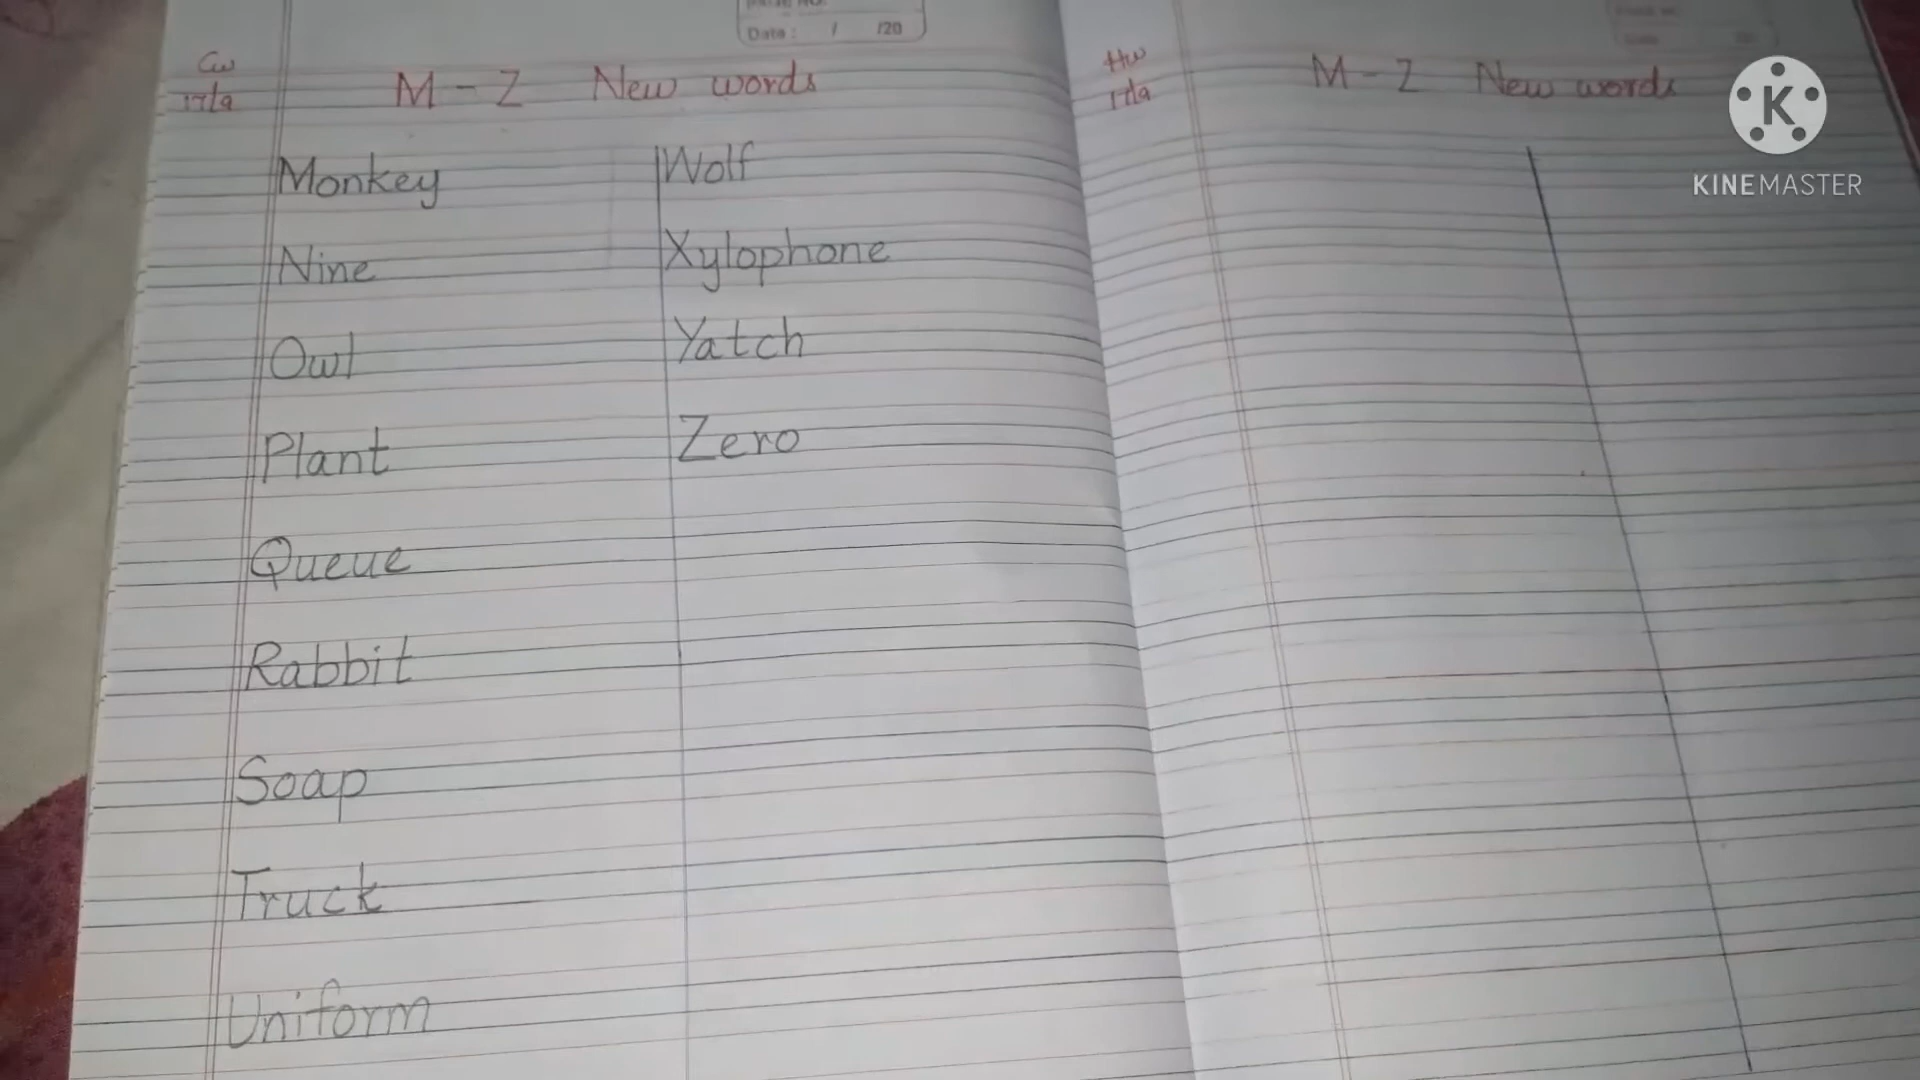 Date : / /20
Cw
17/9
M - Z New words
Monkey
Nine
Owl
Plant
Queue
Rabbit
Soap
Truck
Uniform
Wolf
Xylophone
Yatch
Zero
Hw
17/9
M - Z New words
K
KINEMASTER